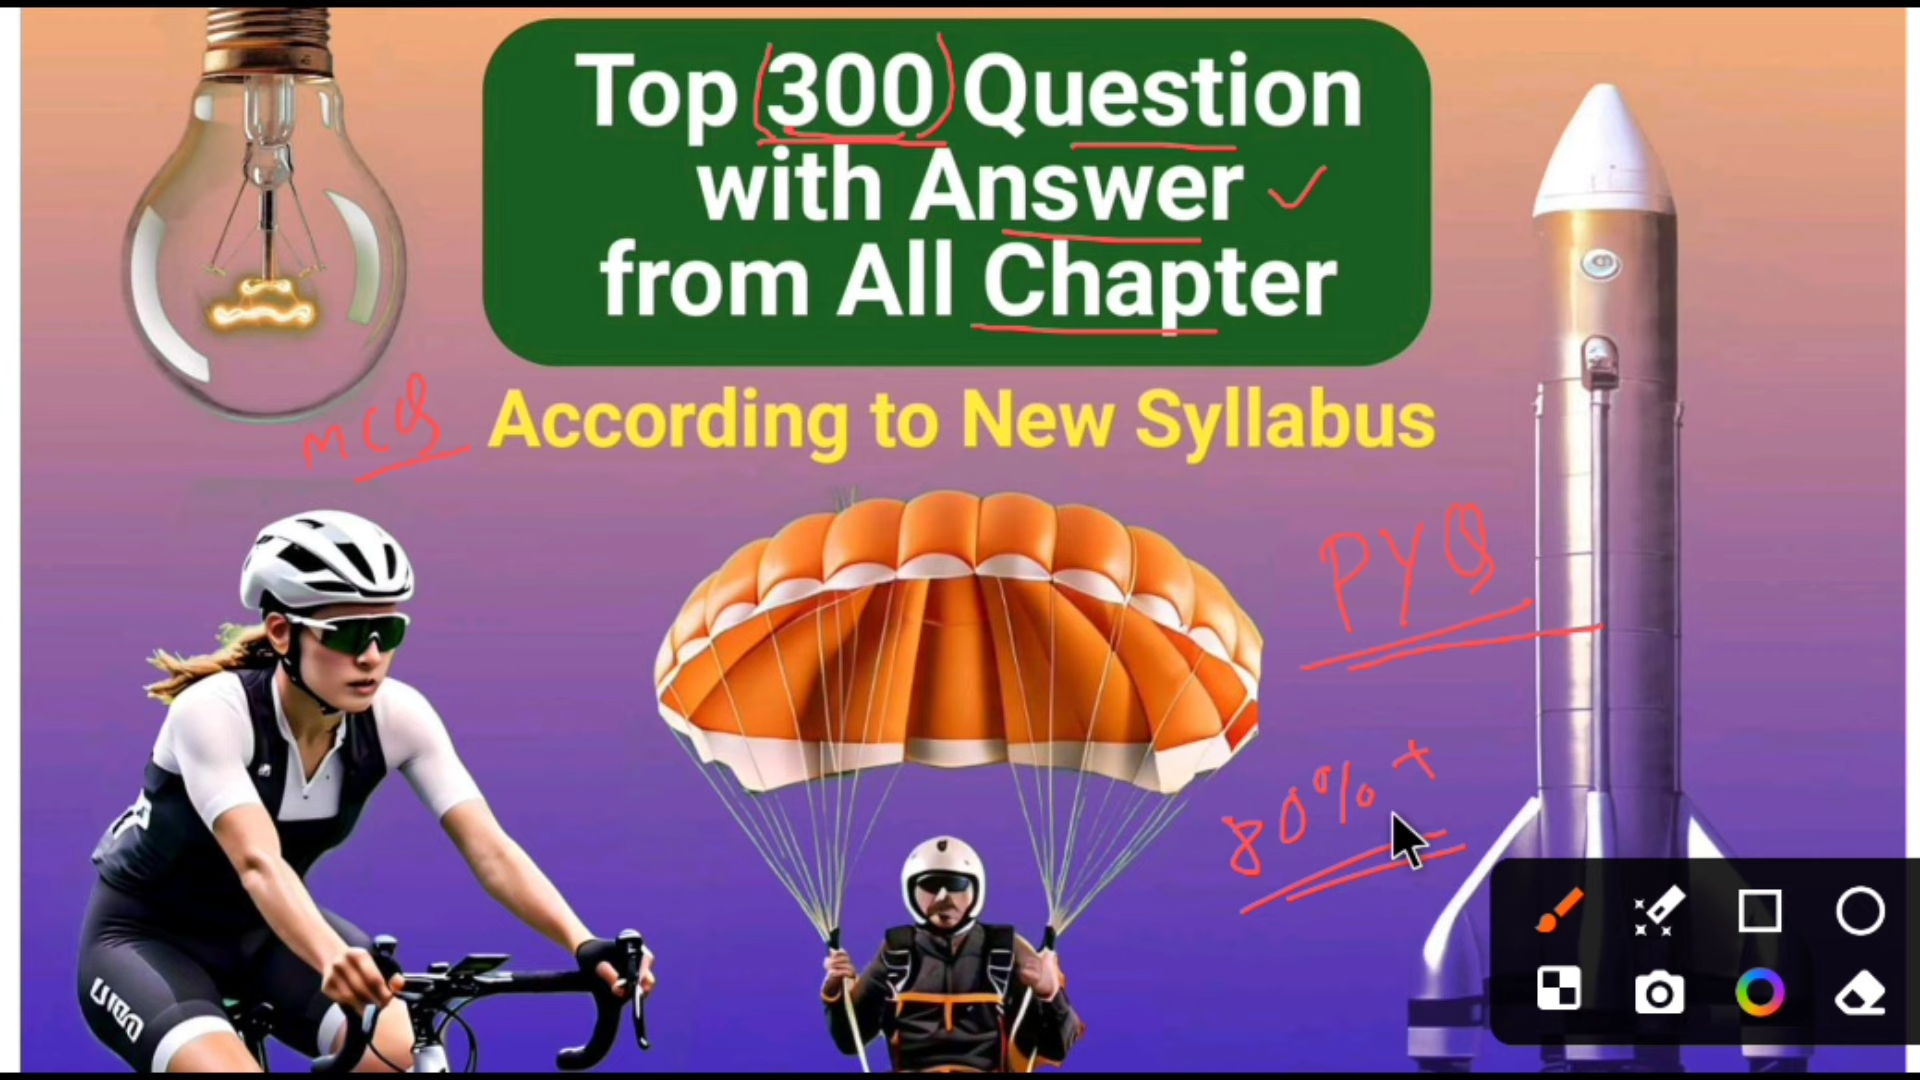 Top 300 Question
with Answer
from All Chapter
MCQ
According to New Syllabus
PYQ
80% +